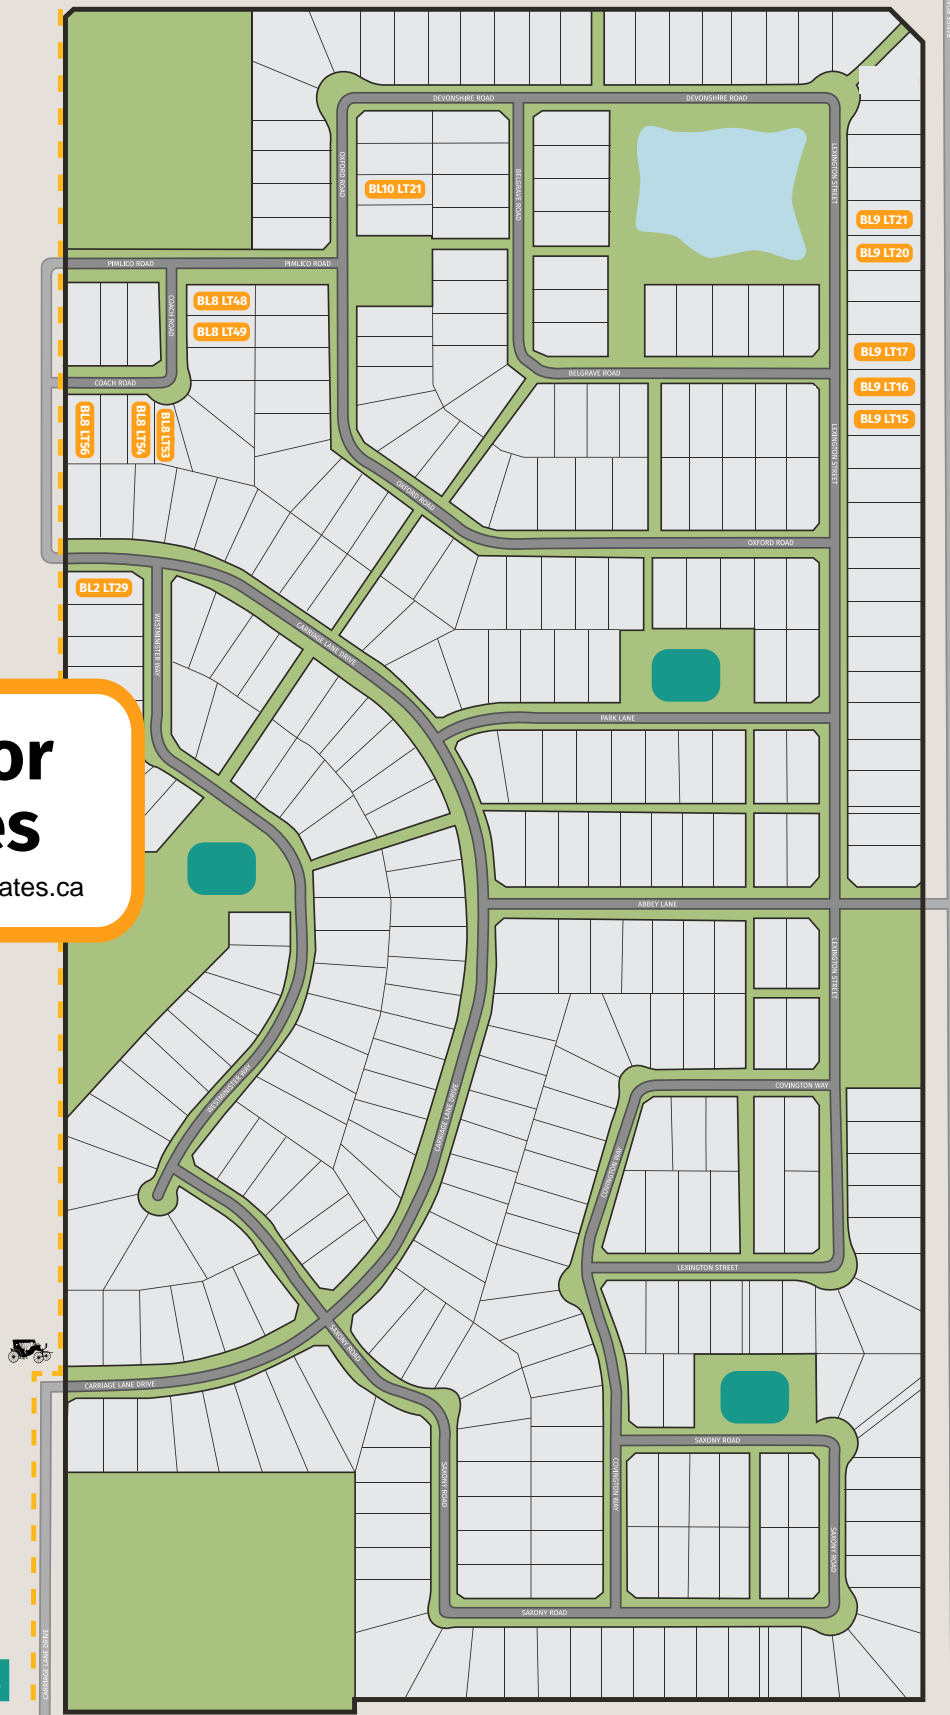 DEVONSHIRE ROAD
DEVONSHIRE ROAD
OXFORD ROAD
BELGRAVE ROAD
LEXINGTON STREET
BL10 LT21
BL9 LT21
BL9 LT20
PIMLICO ROAD
PIMLICO ROAD
COACH ROAD
BL8 LT48
BL8 LT49
BL9 LT17
BELGRAVE ROAD
COACH ROAD
BL9 LT16
BL9 LT15
BL8 LT56
BL8 LT54
BL8 LT53
LEXINGTON STREET
OXFORD ROAD
OXFORD ROAD
BL2 LT29
WESTMINISTER WAY
CARRIAGE LANE DRIVE
PARK LANE
or
es
ates.ca
ABBEY LANE
LEXINGTON STREET
WESTMINISTER WAY
CARRIAGE LANE DRIVE
COVINGTON WAY
COVINGTON WAY
LEXINGTON STREET
SAXONY ROAD
CARRIAGE LANE DRIVE
SAXONY ROAD
SAXONY ROAD
COVINGTON WAY
SAXONY ROAD
SAXONY ROAD
CARRIAGE LANE DRIVE